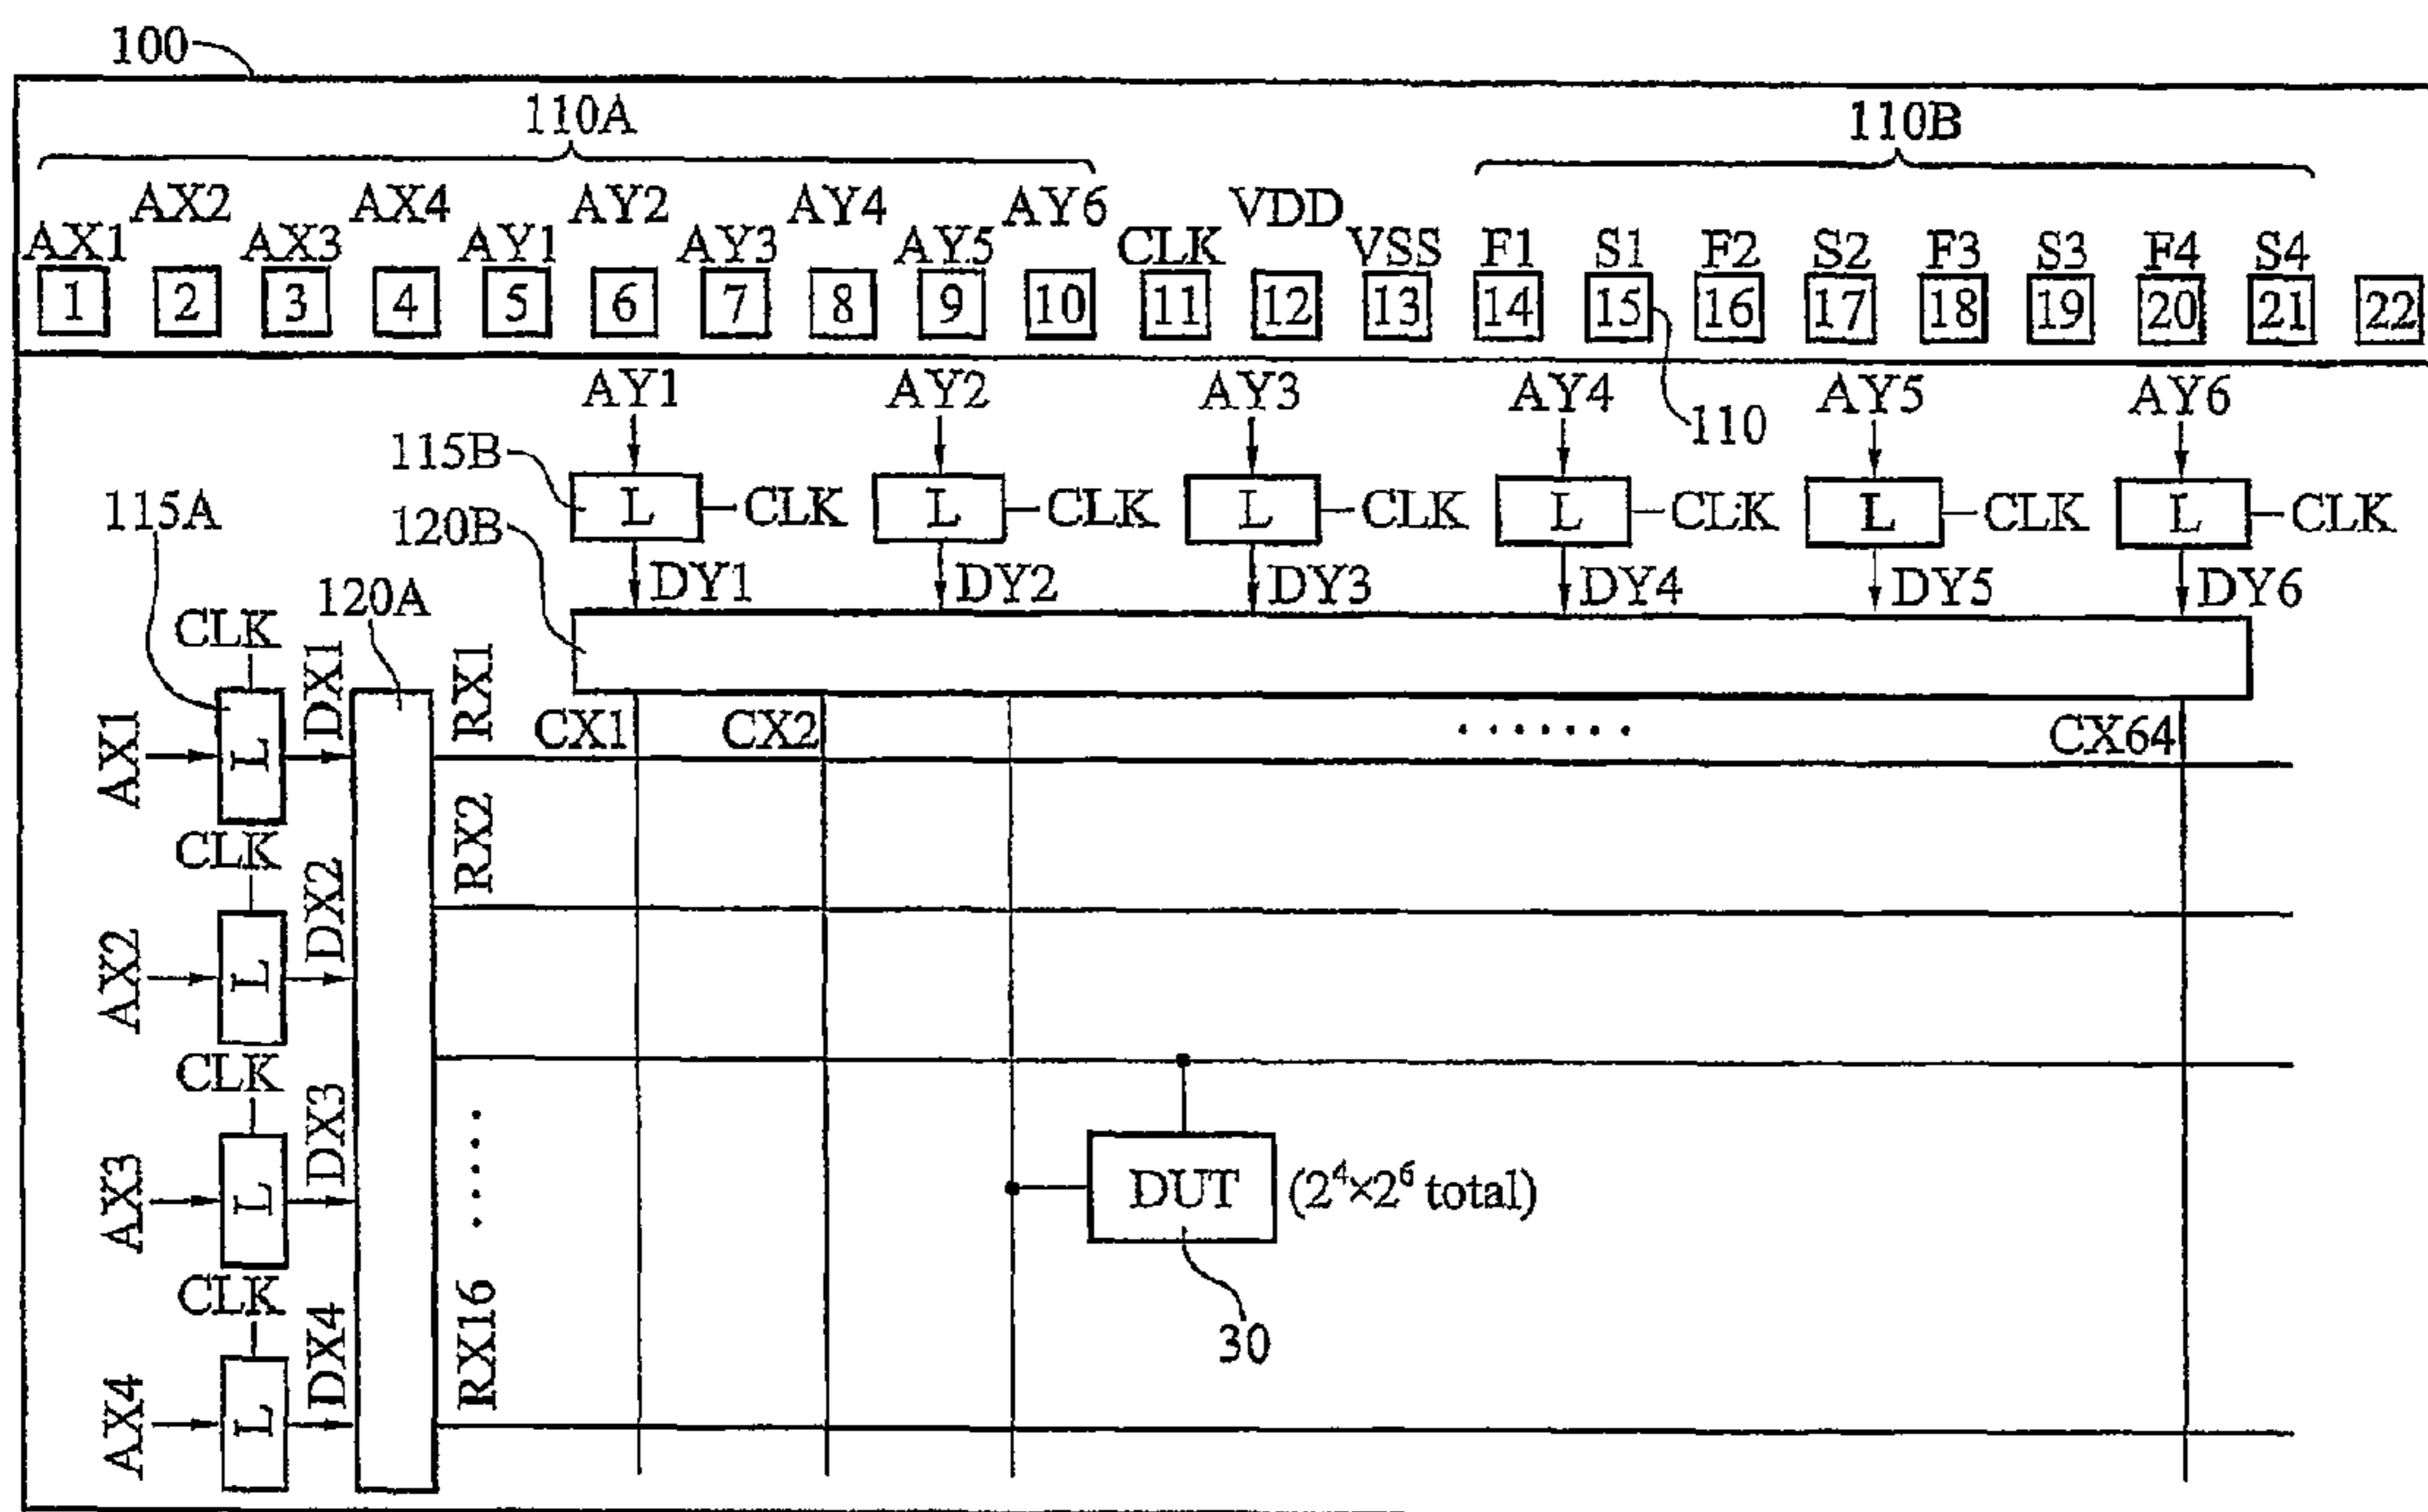 100
110A 110B
AX2 AX4 AY2 AY4 AY6 VDD
AX1 AX3 AY1 AY3 AY5 CLK VSS F1 S1 F2 S2 F3 S3 F4 S4
1 2 3 4 5 6 7 8 9 10 11 12 13 14 15 16 17 18 19 20 21 22
AY1 AY2 AY3 AY4 AY5 AY6
110
115B
L CLK L CLK L CLK L CLK L CLK L CLK
115A
120B
DY1 DY2 DY3 DY4 DY5 DY6
120A
CLK
DX1
RX1
CX1 CX2 ....... CX64
AX1
L
CLK
RX2
DX2
AX2
L
CLK
DX3
.....
AX3
L
DUT (2⁴×2⁶ total)
30
CLK
DX4
RX16
AX4
L